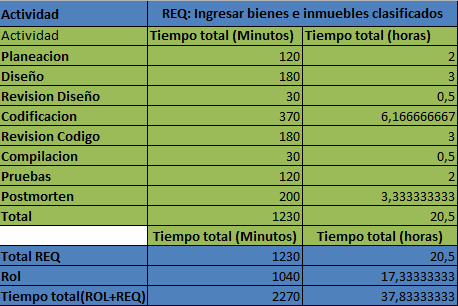 Actividad REQ: Ingresar bienes e inmuebles clasificados
Actividad Tiempo total (Minutos) Tiempo total (horas)
Planeacion 120 2
Diseño 180 3
Revision Diseño 30 0,5
Codificacion 370 6,166666667
Revision Codigo 180 3
Compilacion 30 0,5
Pruebas 120 2
Postmorten 200 3,333333333
Total 1230 20,5
Tiempo total (Minutos) Tiempo total (horas)
Total REQ 1230 20,5
Rol 1040 17,33333333
Tiempo total(ROL+REQ) 2270 37,83333333